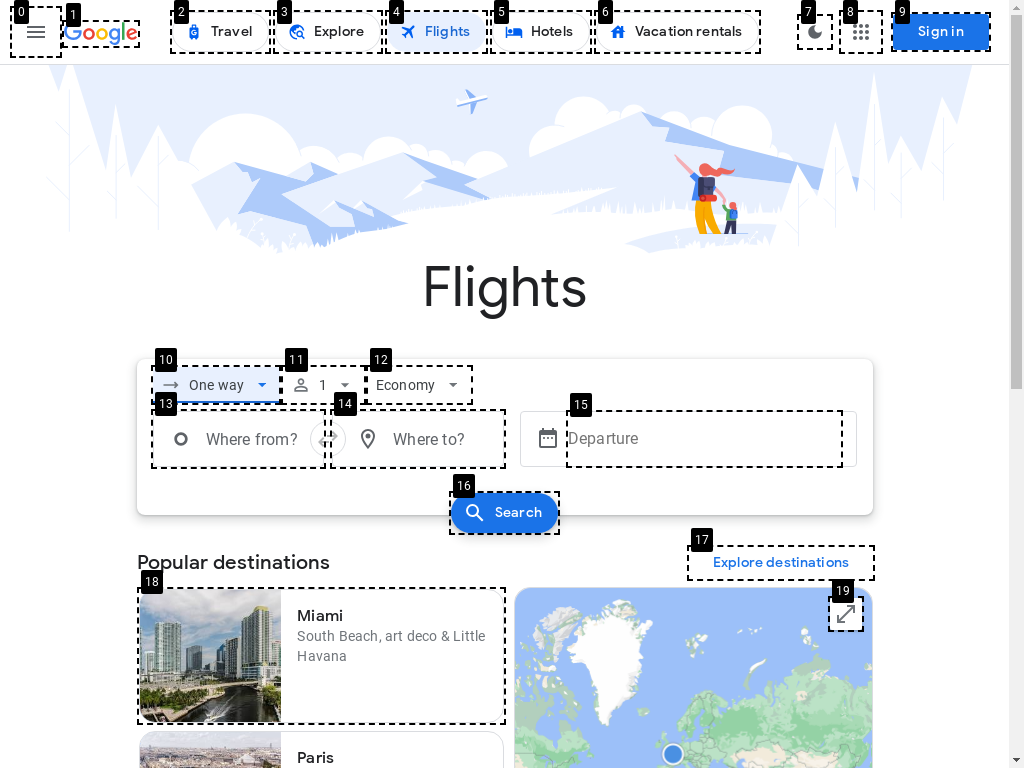 0
1
2
3
4
5
6
7
8
9
Google
Travel
Explore
Flights
Hotels
Vacation rentals
Sign in
Flights
10
11
12
One way
1
Economy
13
14
15
Where from?
Where to?
Departure
16
Search
17
Popular destinations
Explore destinations
18
19
Miami
South Beach, art deco & Little
Havana
Paris